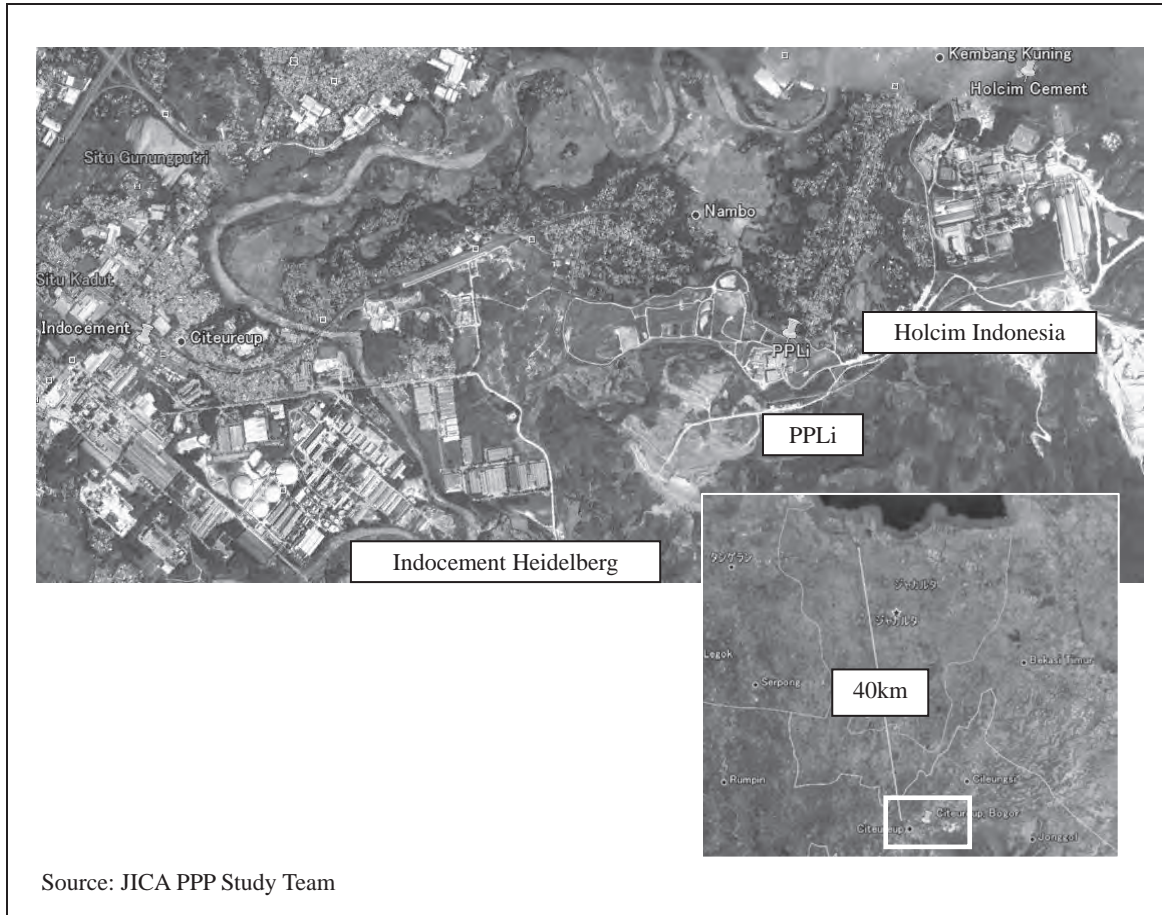 Kembang Kuning
Holcim Cement
Situ Gunungputri
Nambo
Situ Kadut
Indocement
Citeureup
PPLi
Holcim Indonesia
PPLi
Indocement Heidelberg
タンゲラン
ジャカルタ
ジャカルタ
Legok
Bekasi Timur
Serpong
40km
Rumpin
Cileungsi
Citeureup, Bogor
Citeureup
Jonggol
Source: JICA PPP Study Team